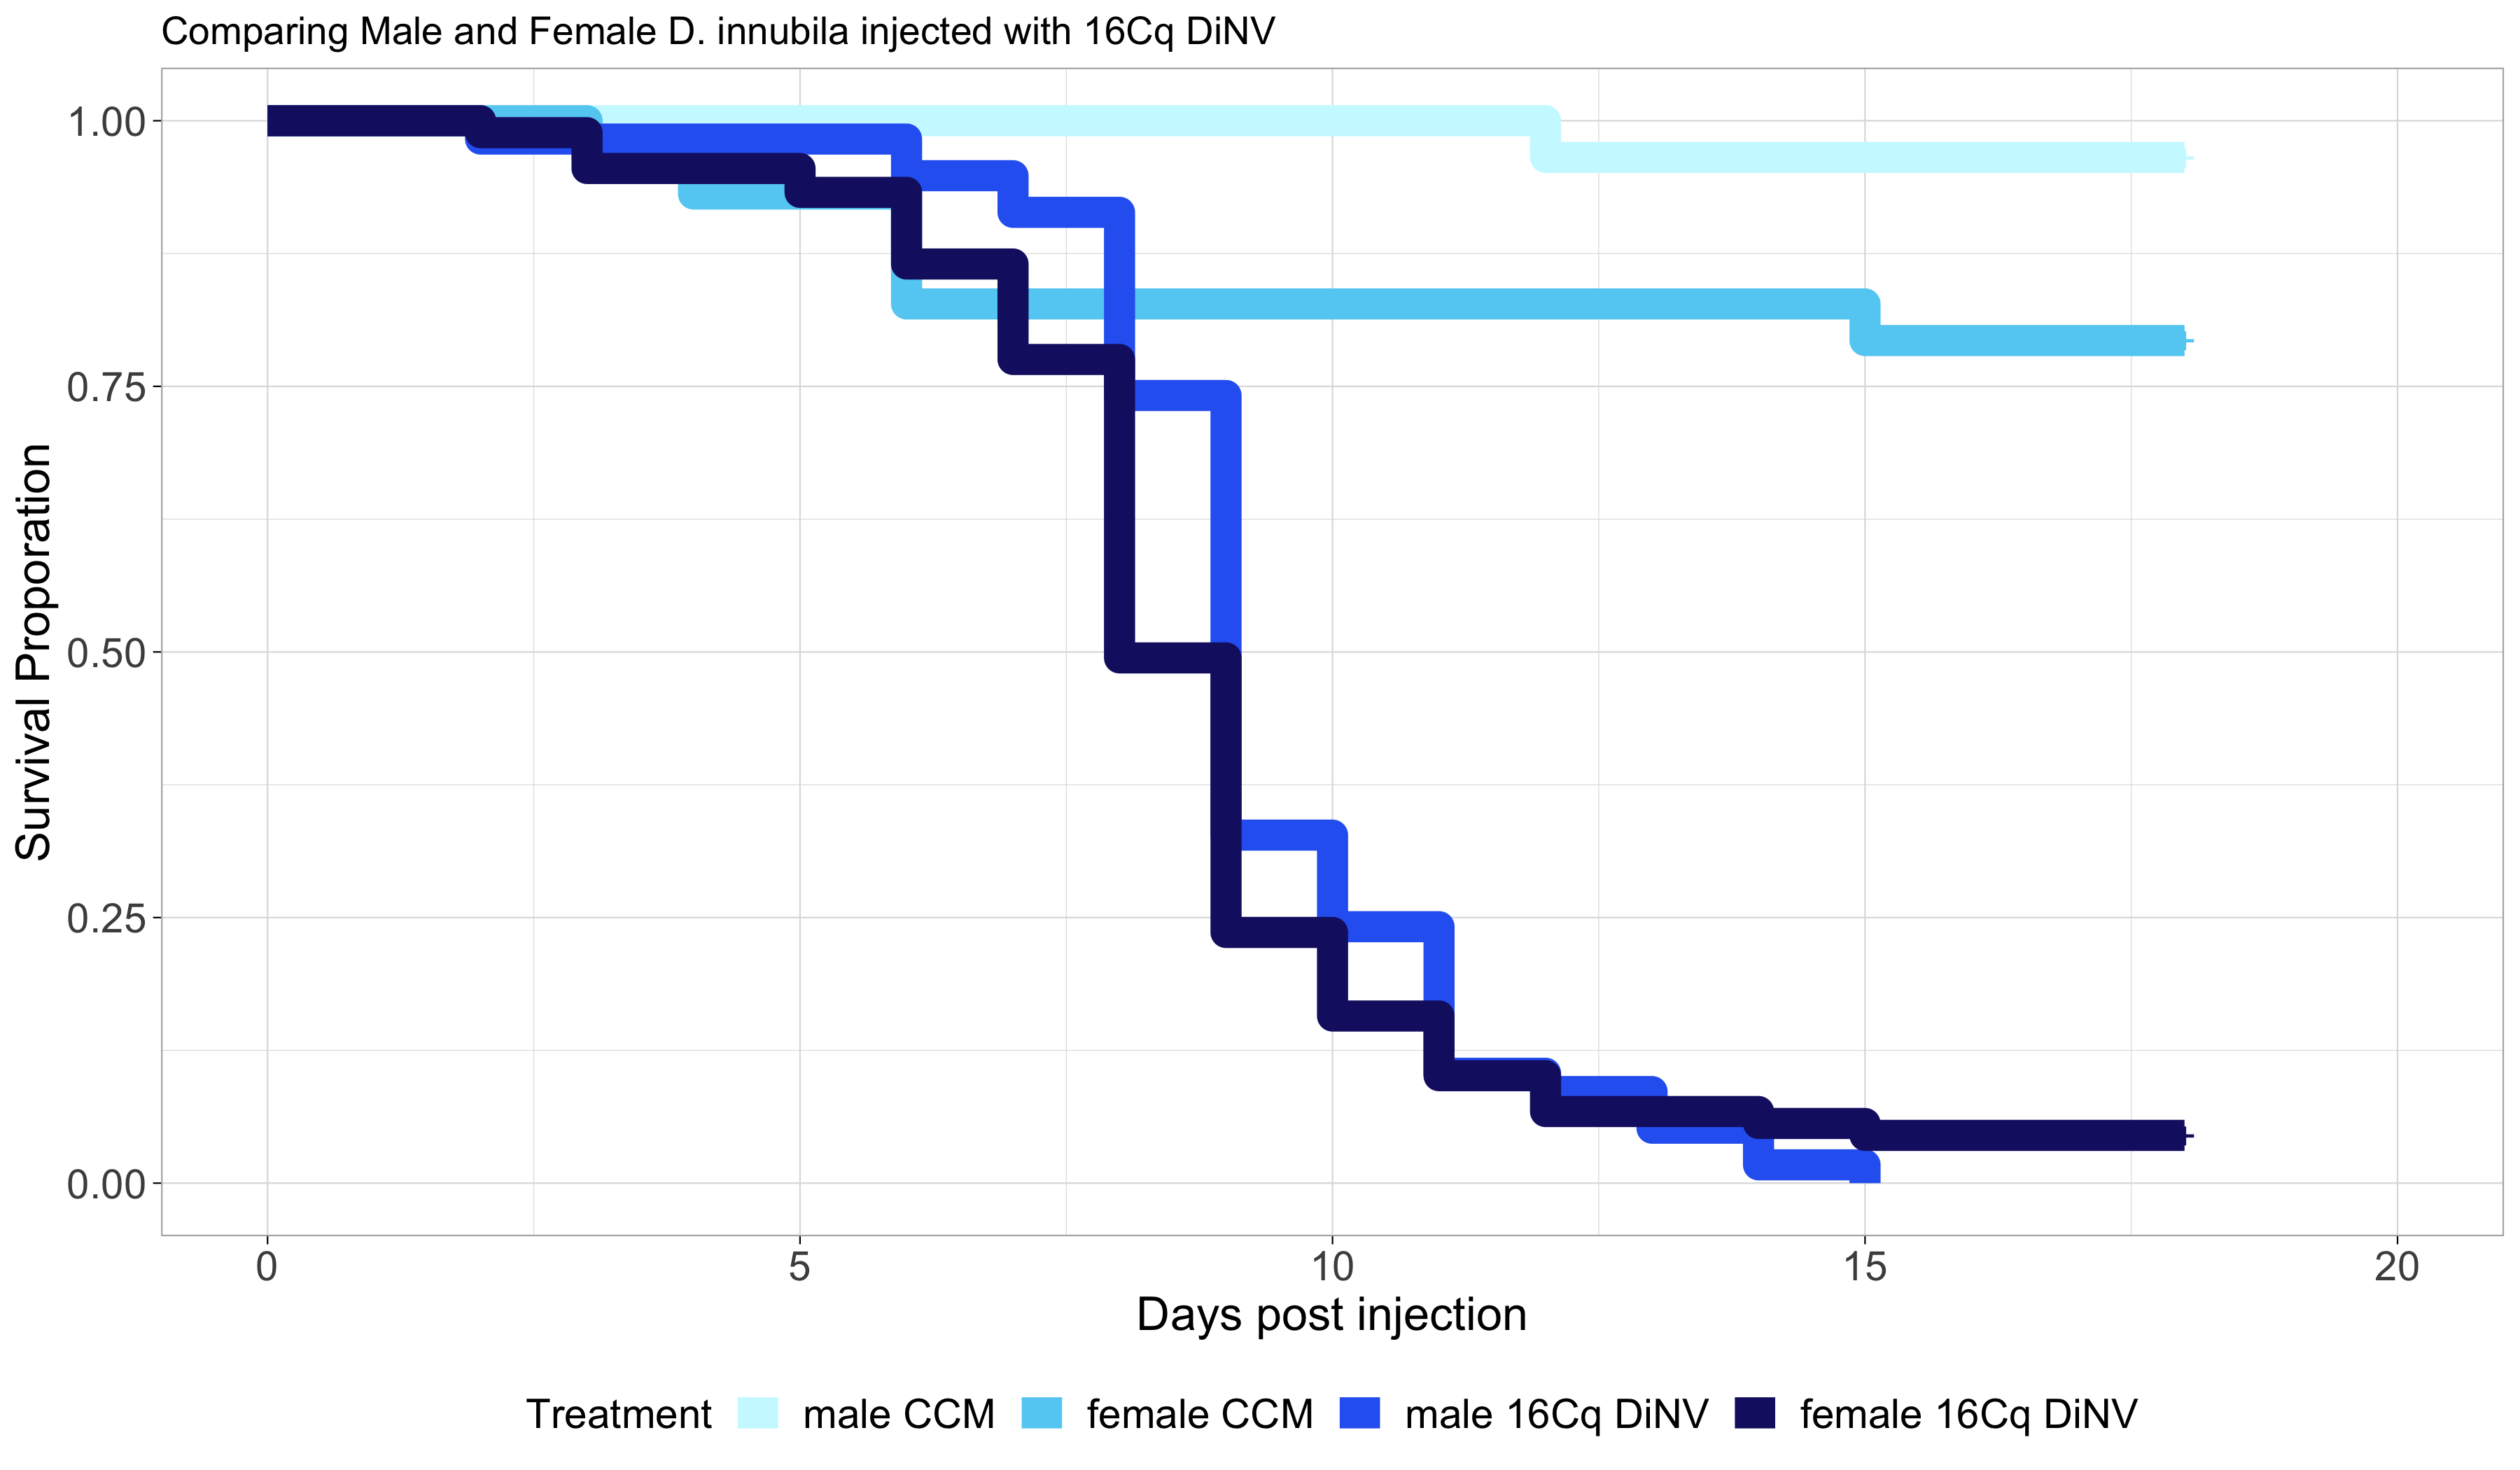 Comparing Male and Female D. innubila injected with 16Cq DiNV
1.00
0.75
0.50
0.25
0.00
Survival Proporation
0 5 10 15 20
Days post injection
Treatment male CCM female CCM male 16Cq DiNV female 16Cq DiNV